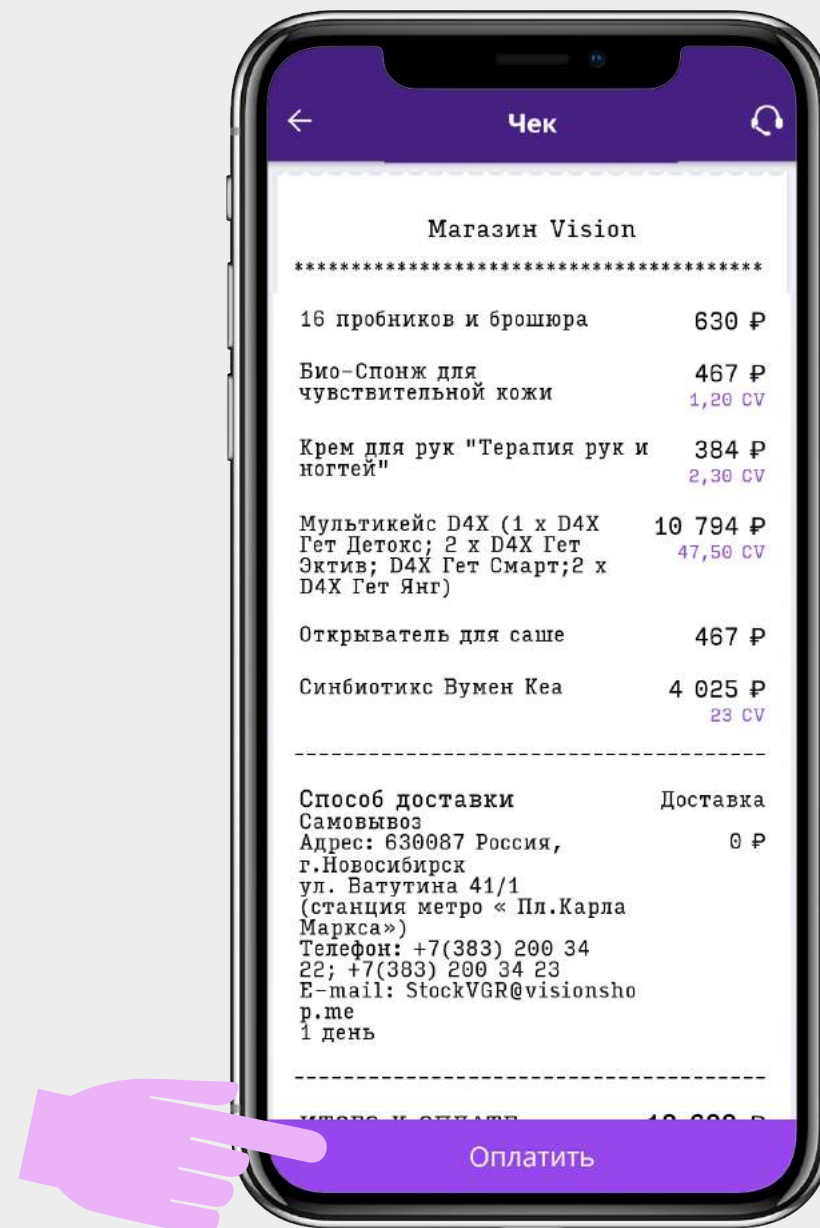 Чек
Магазин Vision
*****************************************
16 пробников и брошюра 630 ₽
Био-Спонж для 467 ₽
чувствительной кожи 1,20 CV
Крем для рук "Терапия рук и 384 ₽
ногтей" 2,30 CV
Мультикейс D4X (1 x D4X 10 794 ₽
Гет Детокс; 2 x D4X Гет 47,50 CV
Эктив; D4X Гет Смарт;2 x
D4X Гет Янг)
Открыватель для саше 467 ₽
Синбиотикс Вумен Кеа 4 025 ₽
23 CV
---------------------------------------
Способ доставки Доставка
Самовывоз
Адрес: 630087 Россия, 0 ₽
г.Новосибирск
ул. Ватутина 41/1
(станция метро « Пл.Карла
Маркса»)
Телефон: +7(383) 200 34
22; +7(383) 200 34 23
E-mail: StockVGR@visionsho
p.me
1 день
---------------------------------------
Оплатить